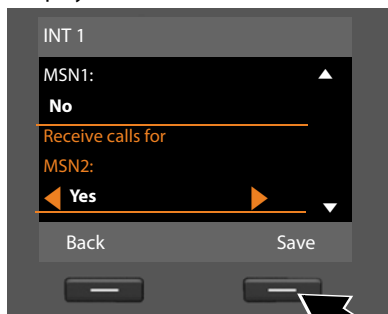 INT 1
MSN1:
No
Receive calls for
MSN2:
Yes
Back Save